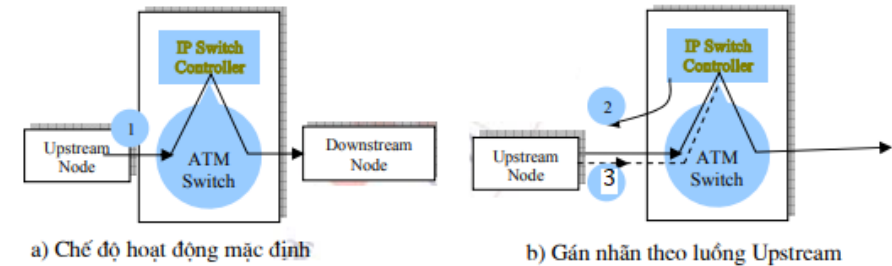 IP Switch
Controller
1
Upstream
Node
ATM
Switch
Downstream
Node
a) Chế độ hoạt động mặc định
IP Switch
Controller
2
Upstream
Node
3
ATM
Switch
b) Gán nhãn theo luồng Upstream